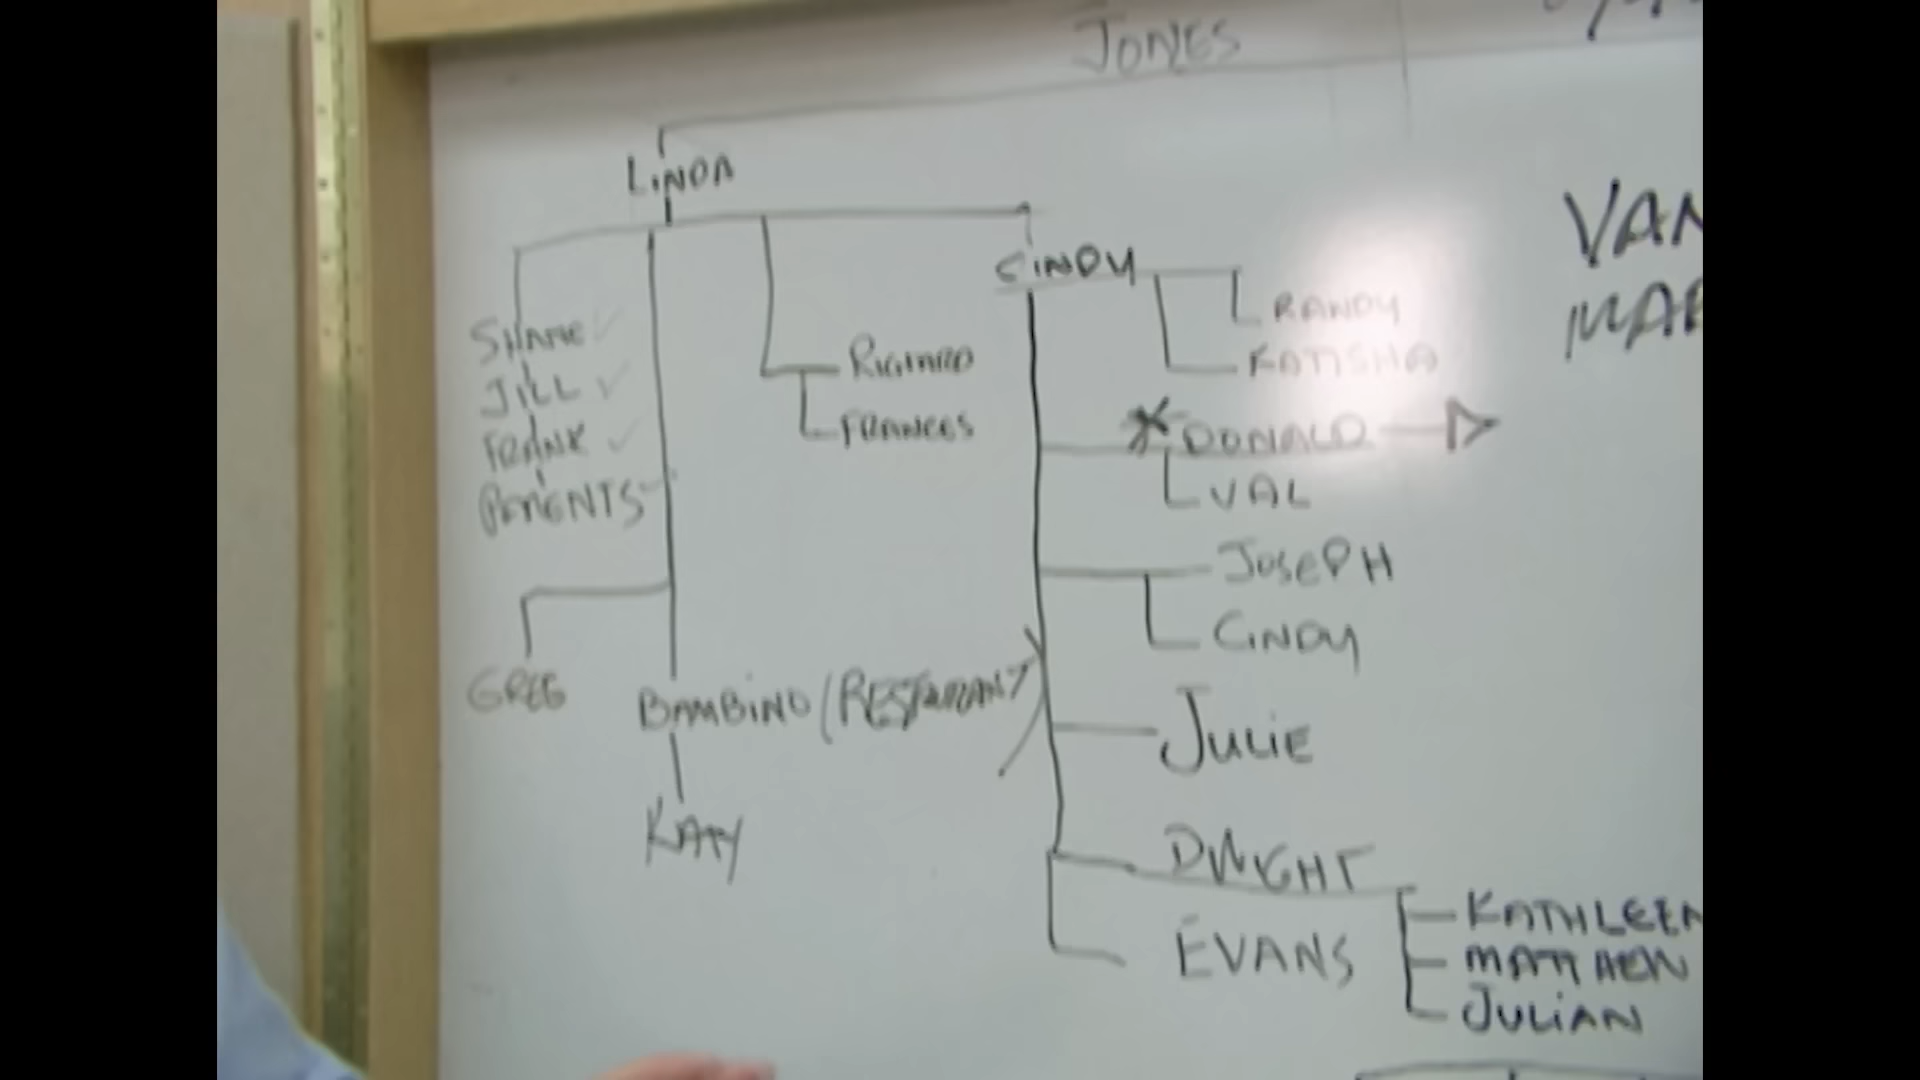 JONES
LINDA
CINDY
RANDY
FATISHA
SHANE
JILL
FRANK
PARENTS
RICHARD
FRANCES
DONALD
VAL
JOSEPH
CINDY
GREG
BAMBINO (RESTAURANT)
JULIE
KATY
DWIGHT
EVANS
KATHLEEN
MATTHEW
JULIAN
VAN
MAR